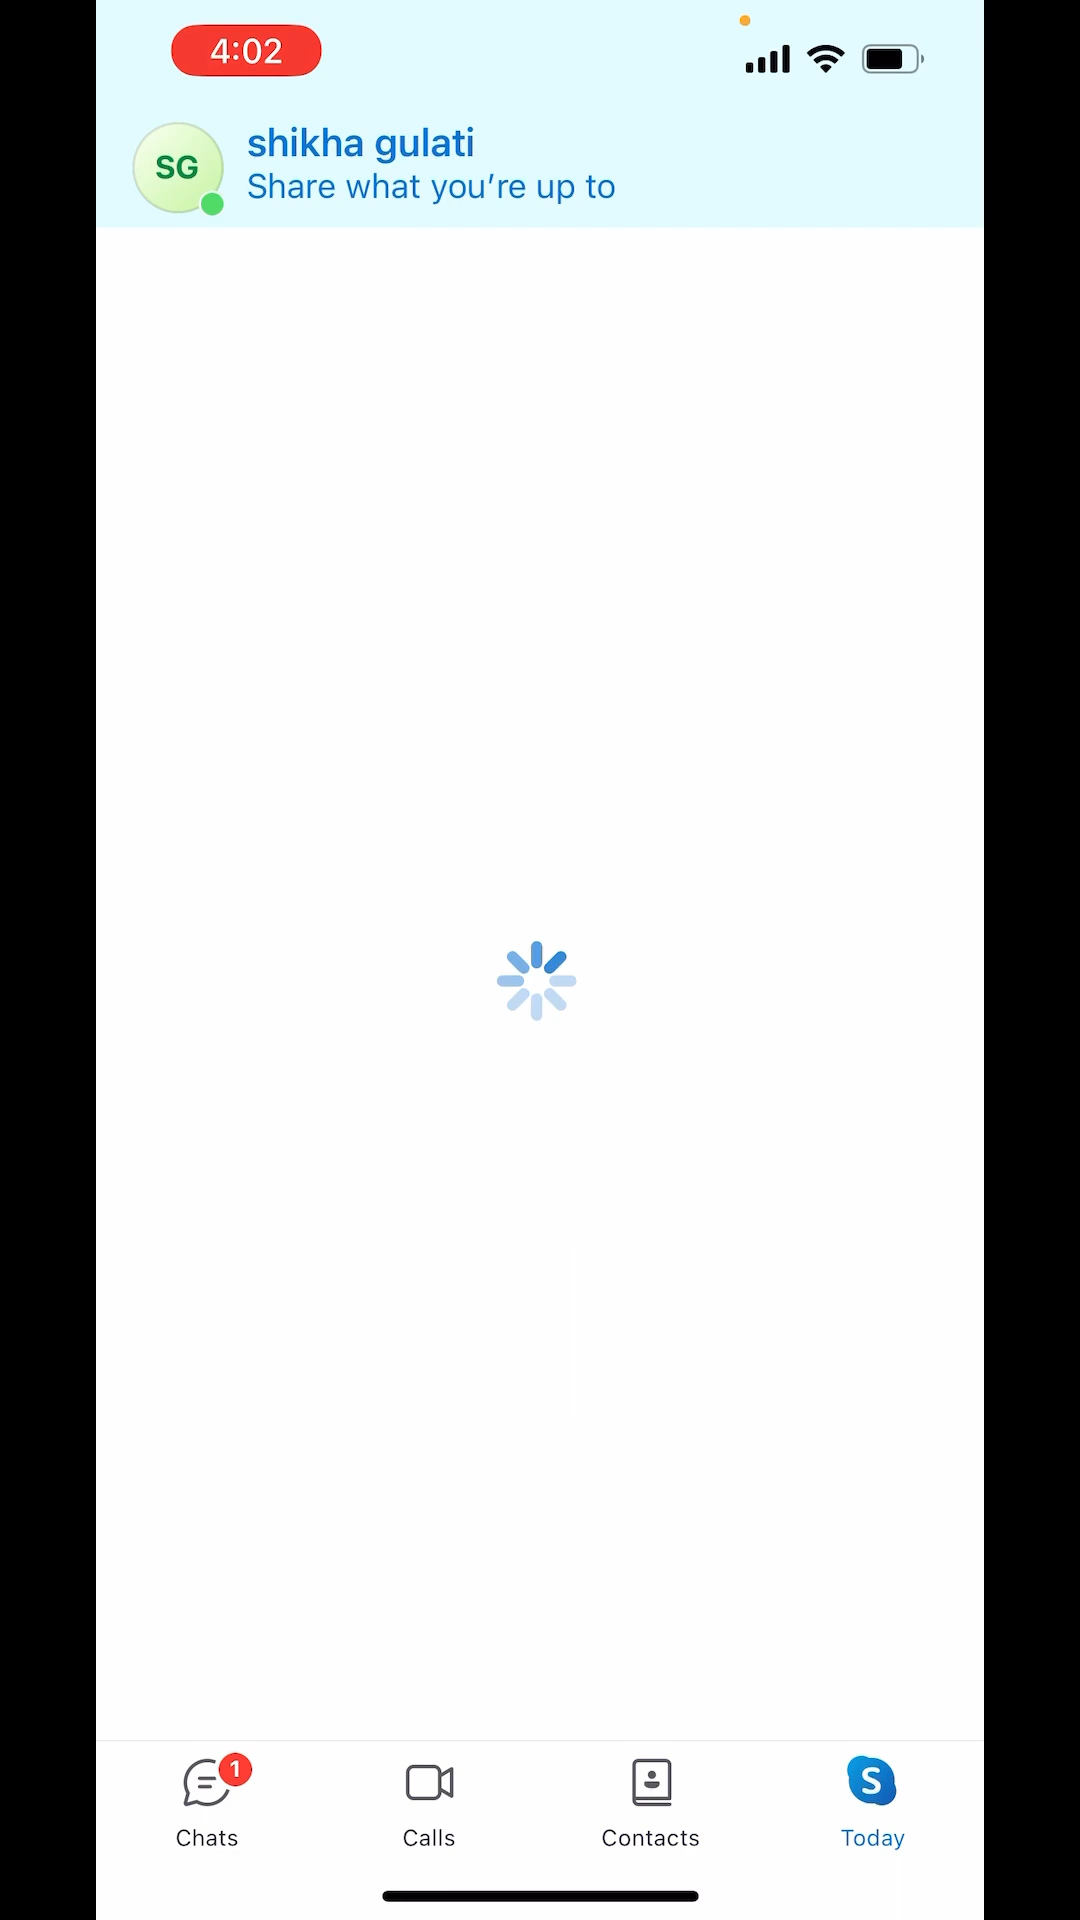 4:02
SG
shikha gulati
Share what you’re up to
1
S
Chats
Calls
Contacts
Today